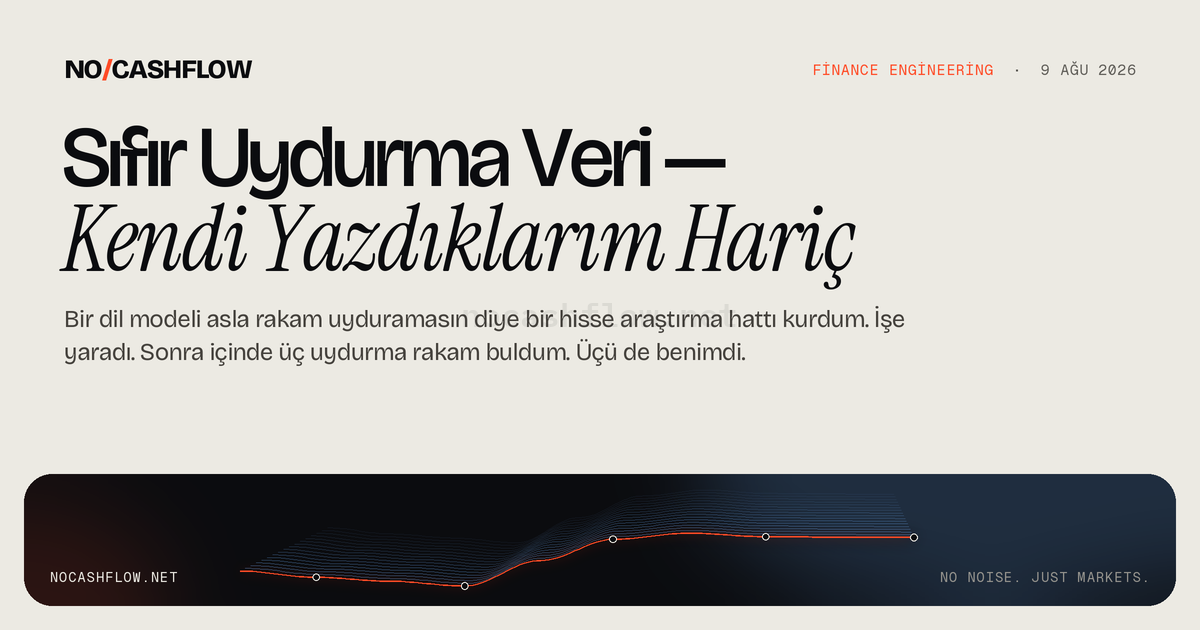 NO/CASHFLOW
FİNANCE ENGİNEERİNG · 9 AĞU 2026
Sıfır Uydurma Veri —
Kendi Yazdıklarım Hariç
Bir dil modeli asla rakam uyduramasın diye bir hisse araştırma hattı kurdum. İşe
yaradı. Sonra içinde üç uydurma rakam buldum. Üçü de benimdi.
NOCASHFLOW.NET
NO NOISE. JUST MARKETS.